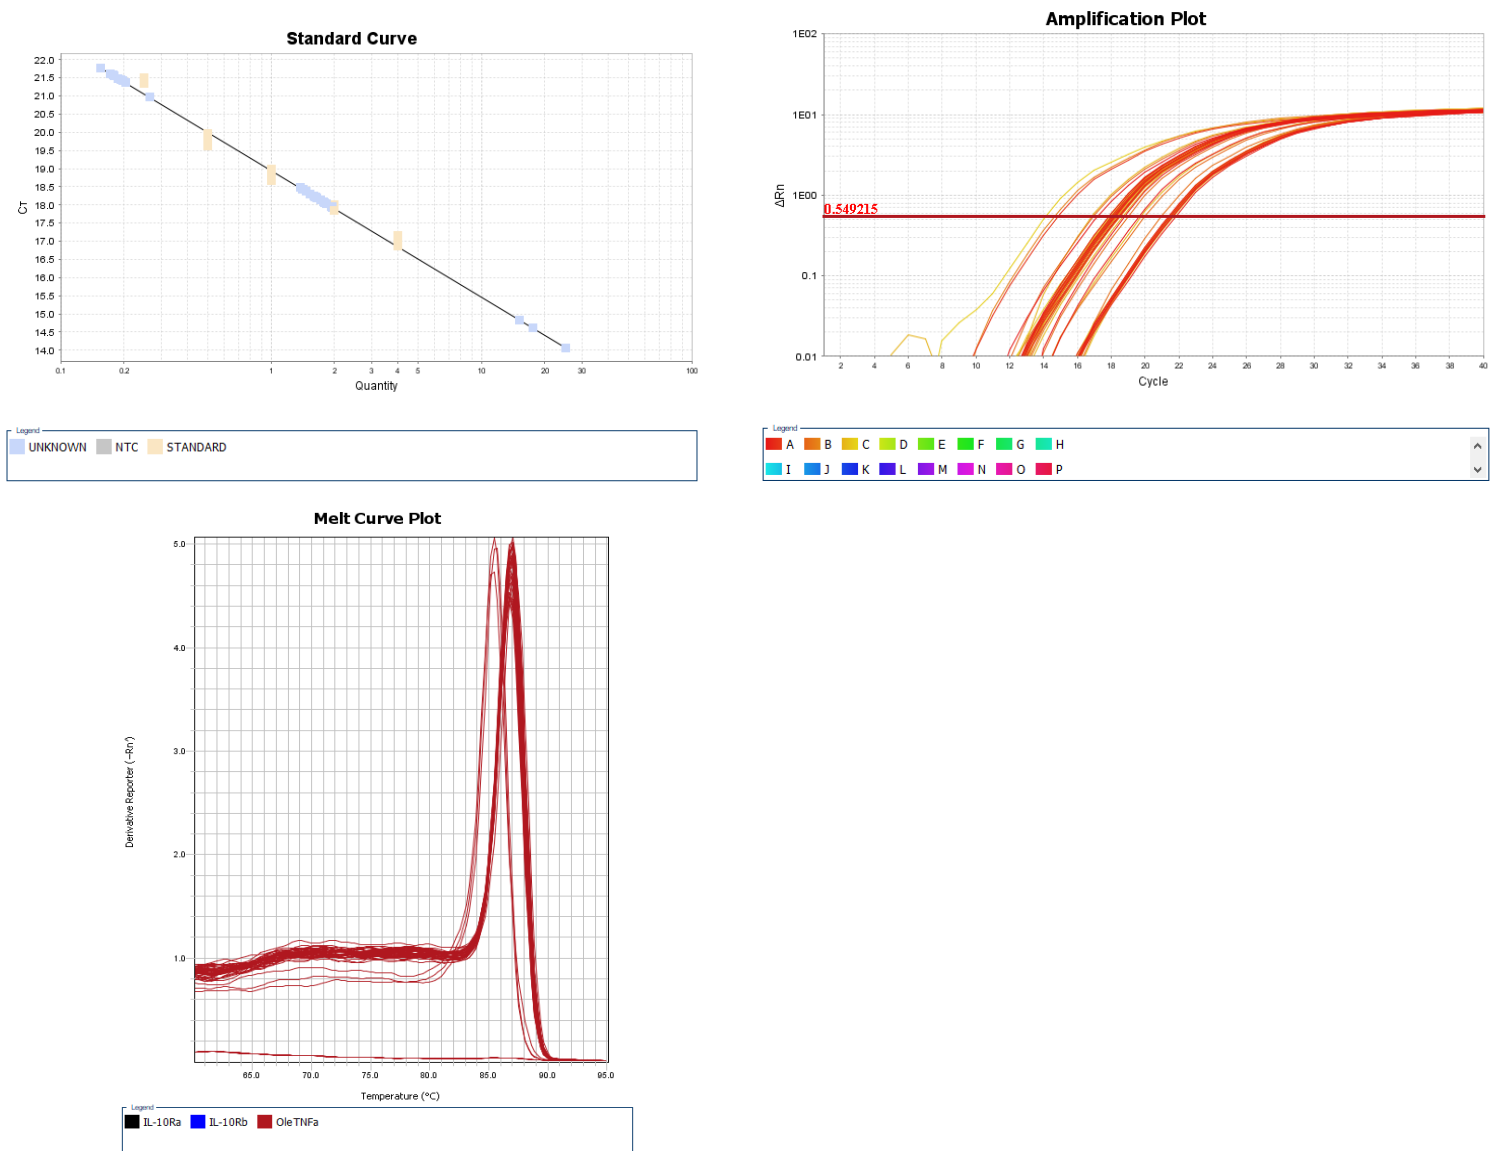 Standard Curve
22.0
21.5
21.0
20.5
20.0
19.5
19.0
18.5
18.0
17.5
17.0
16.5
16.0
15.5
15.0
14.5
14.0
CT
0.1 0.2 1 2 3 4 5 10 20 30 100
Quantity
Legend
UNKNOWN NTC STANDARD
Amplification Plot
1E02
1E01
1E00
0.1
0.01
ΔRn
0.549215
2 4 6 8 10 12 14 16 18 20 22 24 26 28 30 32 34 36 38 40
Cycle
Legend
A B C D E F G H
I J K L M N O P
Melt Curve Plot
5.0
4.0
3.0
2.0
1.0
Derivative Reporter (-Rn')
65.0 70.0 75.0 80.0 85.0 90.0 95.0
Temperature (°C)
Legend
IL-10Ra IL-10Rb OleTNFa